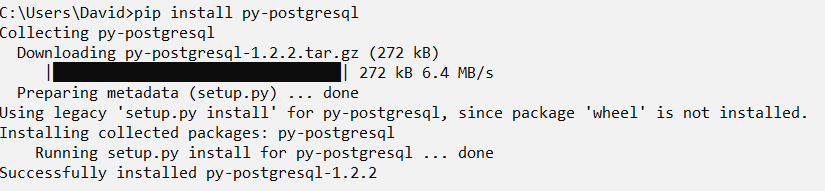 C:\Users\David>pip install py-postgresql
Collecting py-postgresql
  Downloading py-postgresql-1.2.2.tar.gz (272 kB)
     |████████████████████████████████| 272 kB 6.4 MB/s
  Preparing metadata (setup.py) ... done
Using legacy 'setup.py install' for py-postgresql, since package 'wheel' is not installed.
Installing collected packages: py-postgresql
    Running setup.py install for py-postgresql ... done
Successfully installed py-postgresql-1.2.2